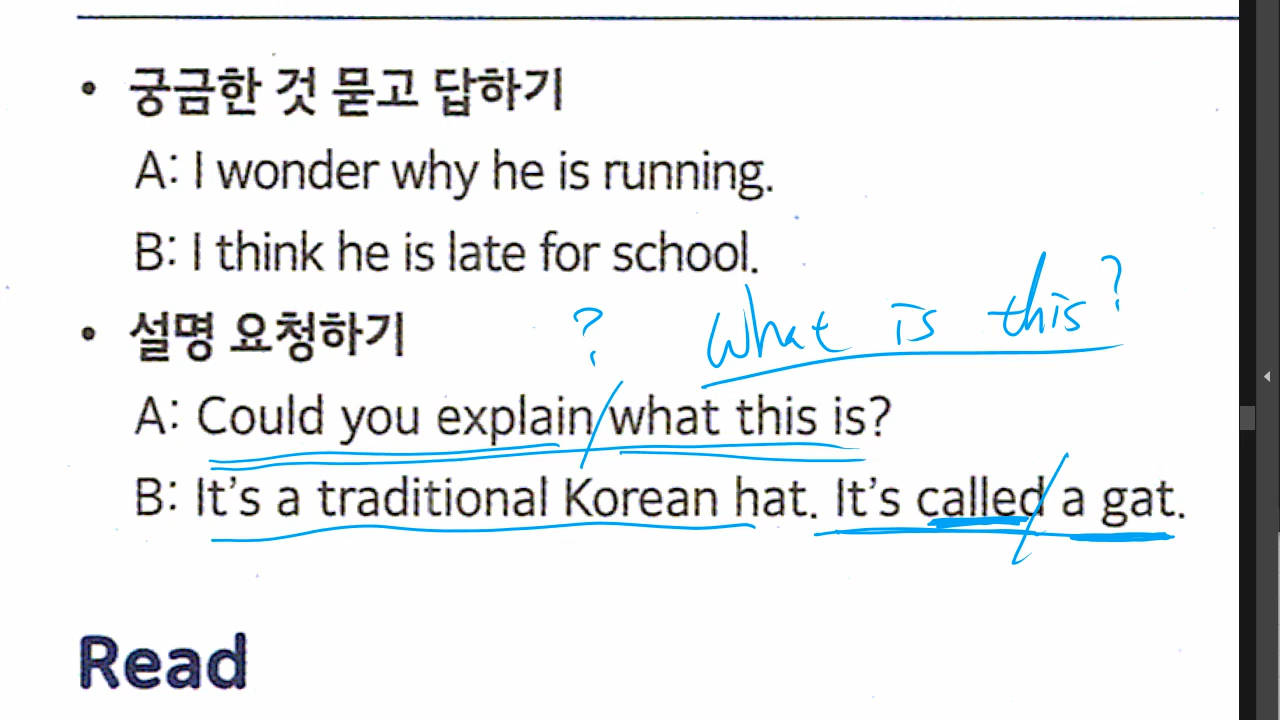 • 궁금한 것 묻고 답하기
A: I wonder why he is running.
B: I think he is late for school.
• 설명 요청하기
? What is this?
A: Could you explain / what this is?
B: It's a traditional Korean hat. It's called / a gat.
Read